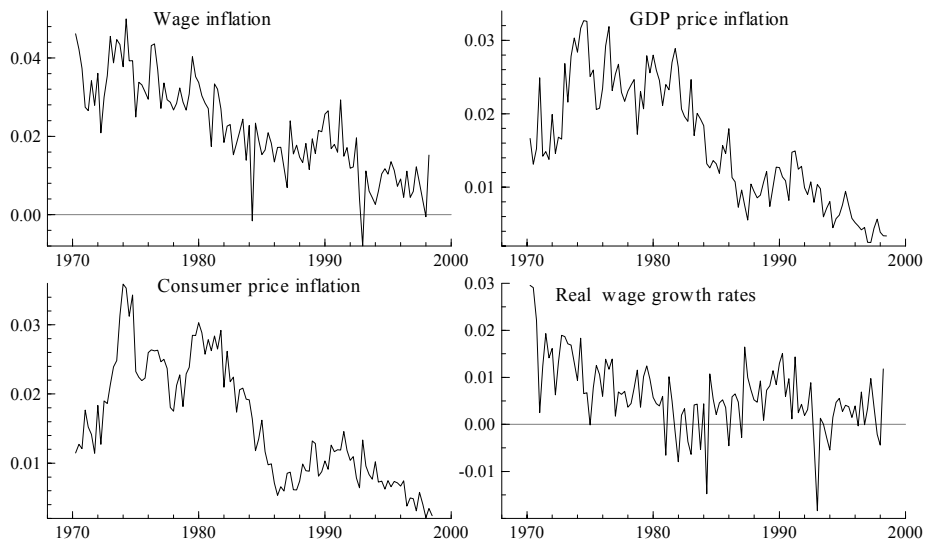 Wage inflation
0.04
0.02
0.00
1970 1980 1990 2000
GDP price inflation
0.03
0.02
0.01
1970 1980 1990 2000
Consumer price inflation
0.03
0.02
0.01
1970 1980 1990 2000
Real wage growth rates
0.03
0.02
0.01
0.00
-0.01
1970 1980 1990 2000